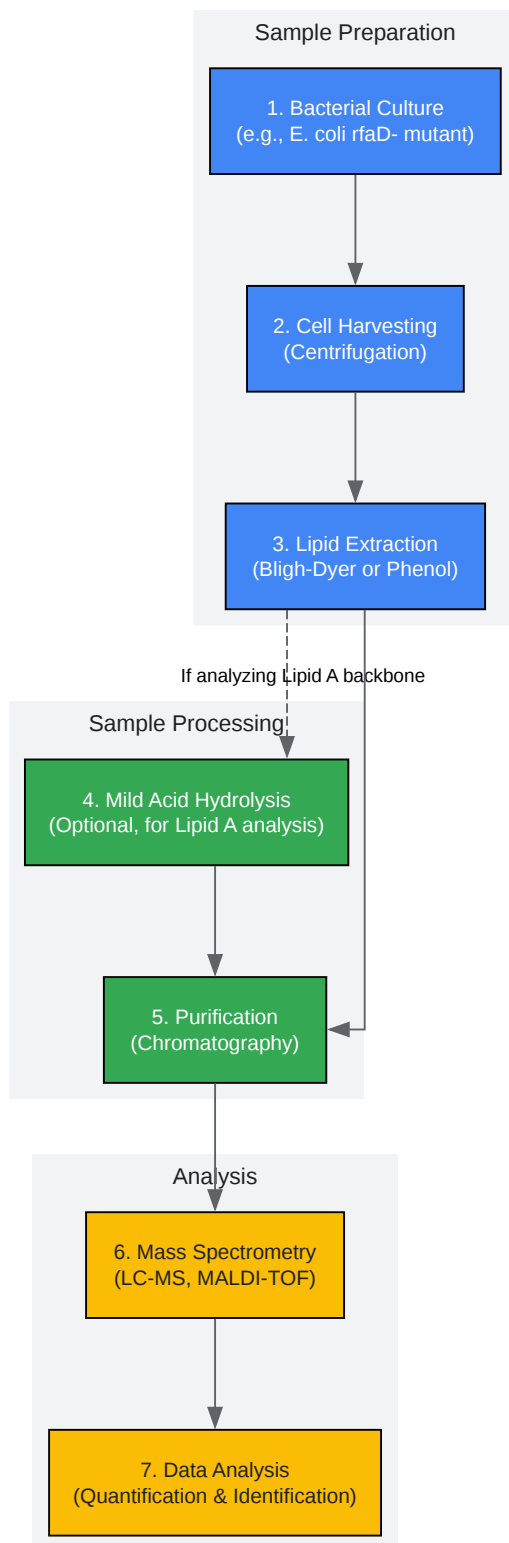 Sample Preparation
1. Bacterial Culture
(e.g., E. coli rfaD- mutant)
2. Cell Harvesting
(Centrifugation)
3. Lipid Extraction
(Bligh-Dyer or Phenol)
If analyzing Lipid A backbone
Sample Processing
4. Mild Acid Hydrolysis
(Optional, for Lipid A analysis)
5. Purification
(Chromatography)
Analysis
6. Mass Spectrometry
(LC-MS, MALDI-TOF)
7. Data Analysis
(Quantification & Identification)